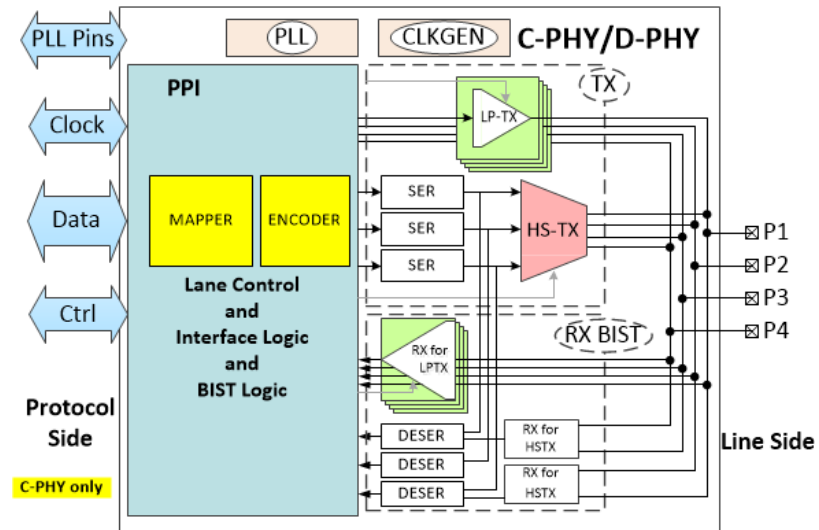 PLL Pins
PLL
CLKGEN
C-PHY/D-PHY
PPI
TX
Clock
LP-TX
Data
MAPPER
ENCODER
SER
SER
SER
HS-TX
P1
P2
P3
P4
Lane Control
and
Interface Logic
and
BIST Logic
Ctrl
RX BIST
RX for
LPTX
Protocol
Side
Line Side
DESER
DESER
DESER
RX for
HSTX
RX for
HSTX
C-PHY only